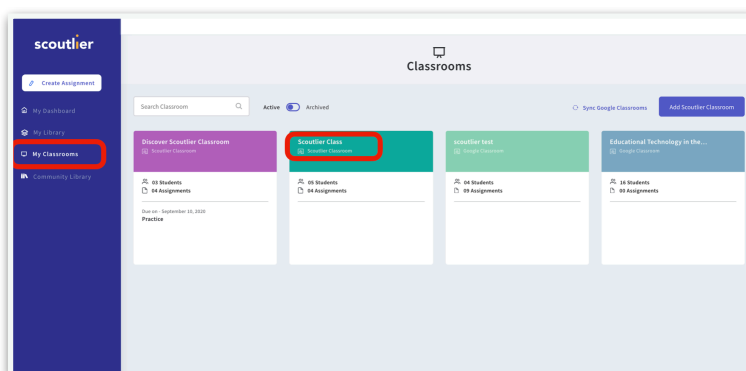 scoutlier
Create Assignment
My Dashboard
My Library
My Classrooms
Community Library
Classrooms
Search Classroom
Active
Archived
Sync Google Classrooms
Add Scoutlier Classroom
Discover Scoutlier Classroom
Scoutlier Classroom
03 Students
04 Assignments
Due on - September 10, 2020
Practice
Scoutlier Class
Scoutlier Classroom
05 Students
04 Assignments
scoutlier test
Google Classroom
04 Students
09 Assignments
Educational Technology in the...
Google Classroom
16 Students
00 Assignments